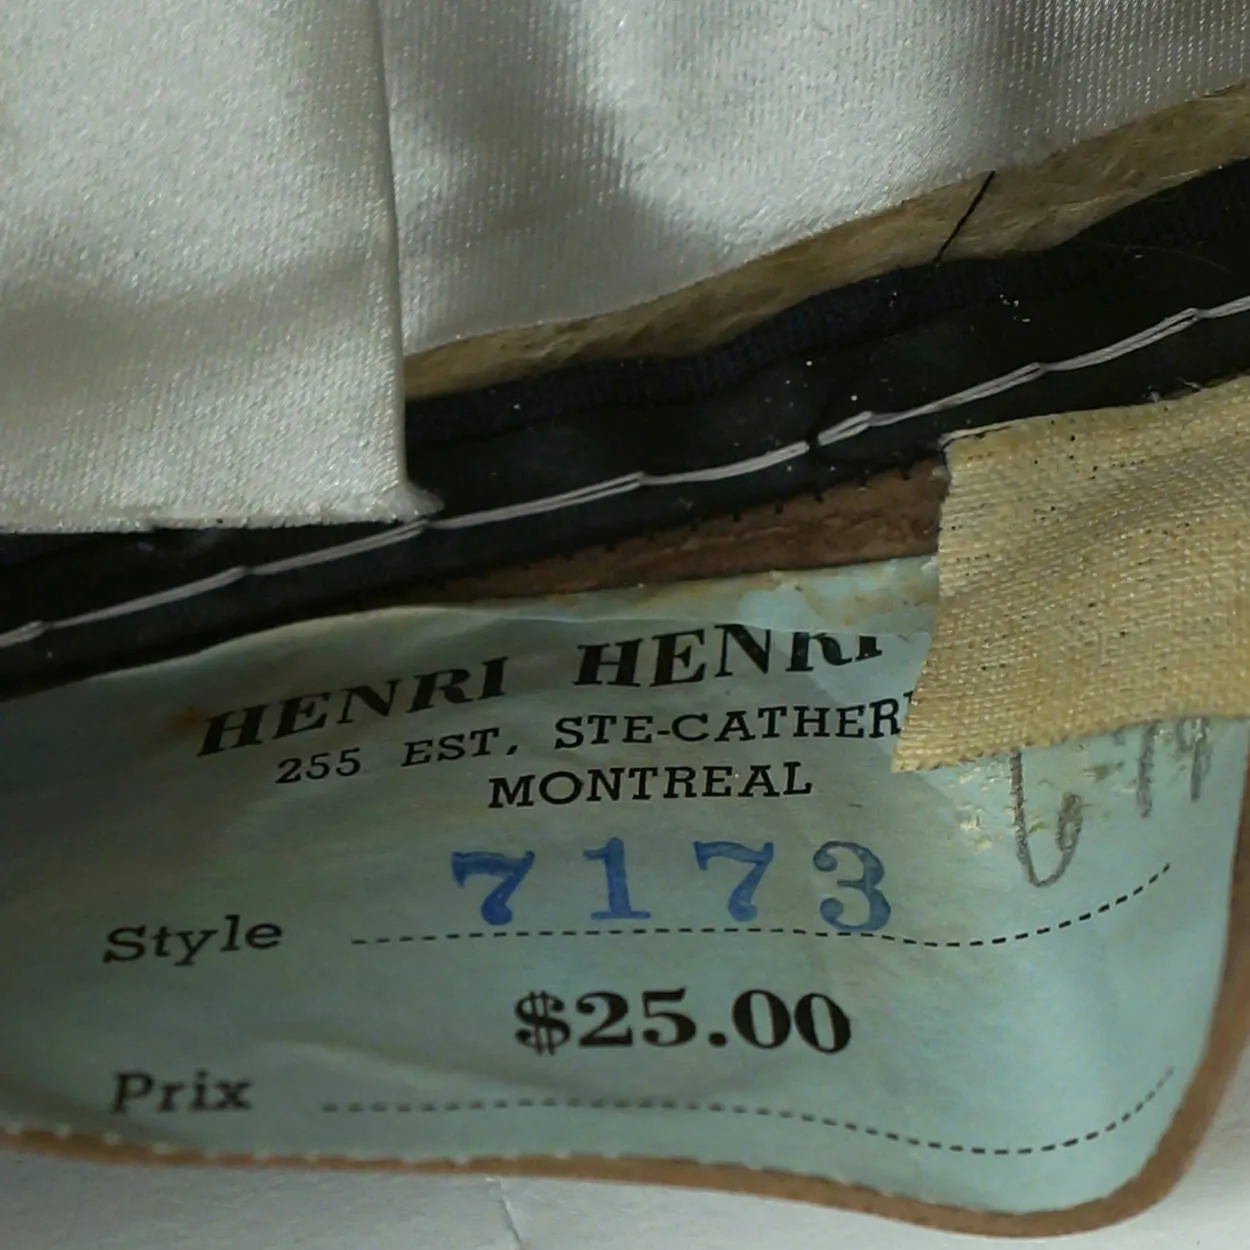 HENRI HENRI
255 EST, STE-CATHER
MONTREAL
Style 7173
$25.00
Prix